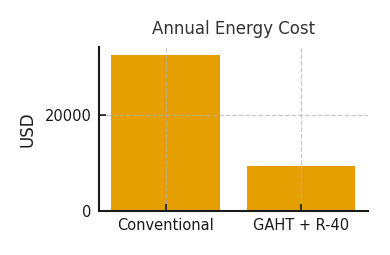 Annual Energy Cost
USD
20000
0
Conventional
GAHT + R-40